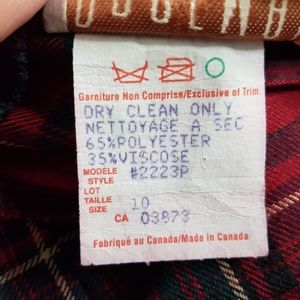 Garniture Non Comprise/Exclusive of Trim
DRY CLEAN ONLY
NETTOYAGE A SEC
65%POLYESTER
35%VISCOSE
MODÈLE
STYLE #2223P
LOT
TAILLE
SIZE 10
CA 03873
Fabriqué au Canada/Made in Canada